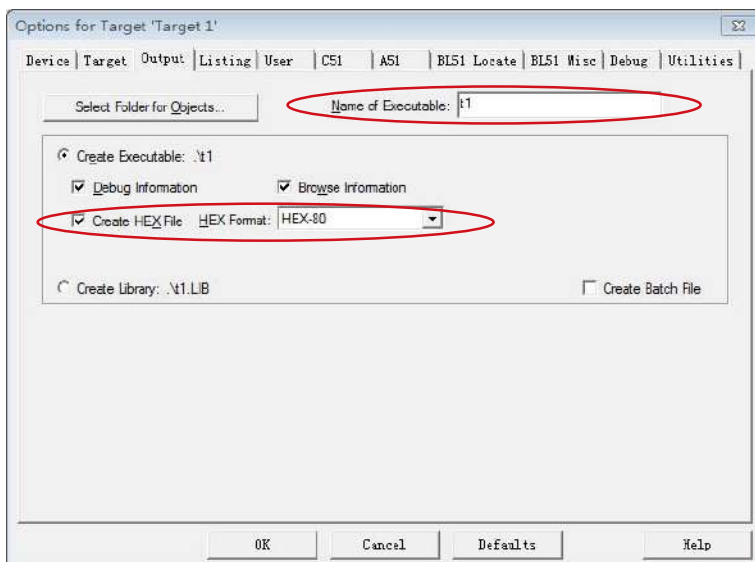 Options for Target 'Target 1'
Device Target Output Listing User C51 A51 BL51 Locate BL51 Misc Debug Utilities
Select Folder for Objects... Name of Executable: t1
Create Executable: .\t1
Debug Information Browse Information
Create HEX File HEX Format: HEX-80
Create Library: .\t1.LIB Create Batch File
OK Cancel Defaults Help